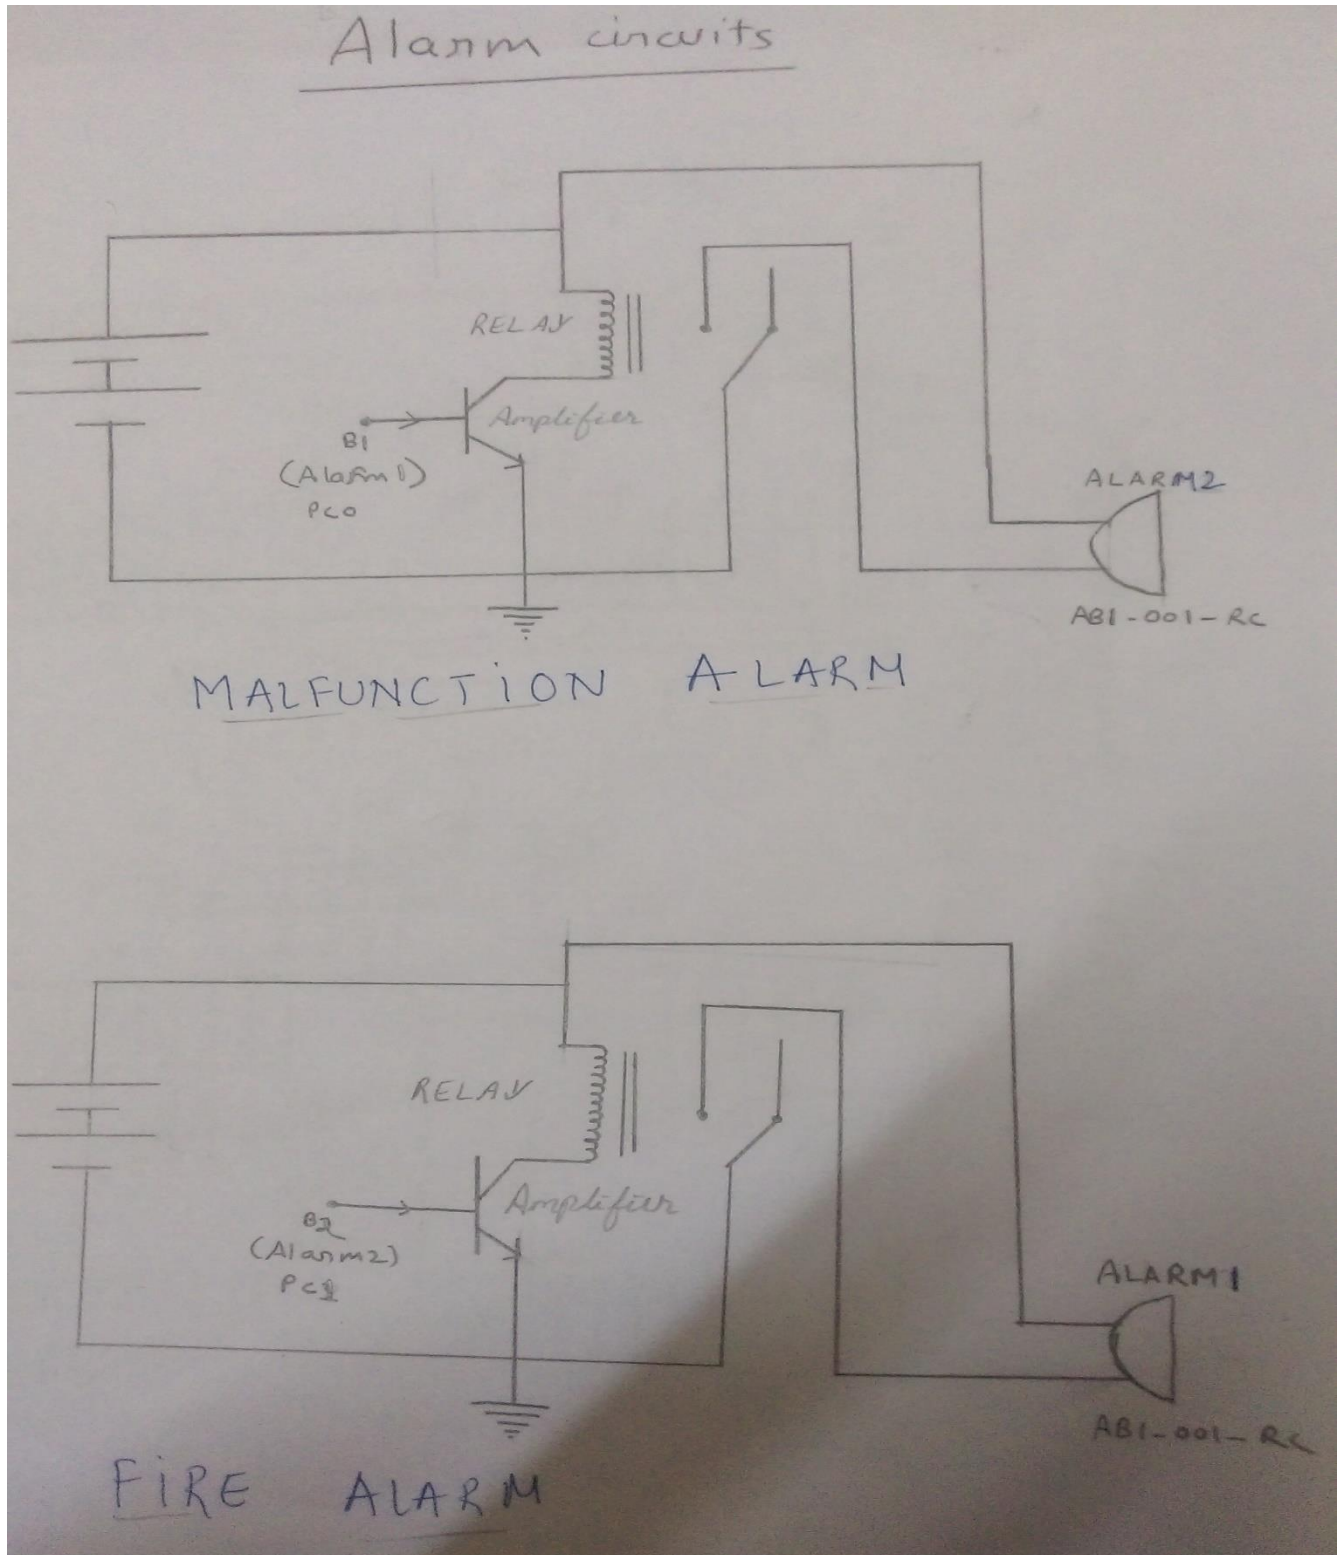 Alarm circuits
RELAY
Amplifier
B1
(Alarm1)
PC0
ALARM2
AB1-001-RC
MALFUNCTiON ALARM
RELAY
Amplifier
B2
(Alarm2)
PC1
ALARM1
AB1-001-RC
FiRE ALARM